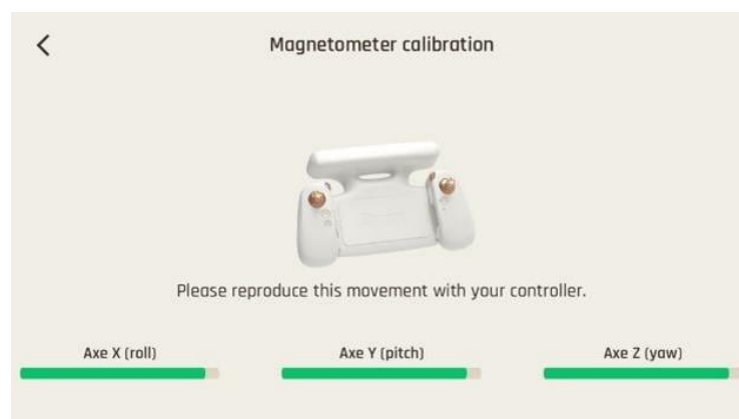 Magnetometer calibration
Please reproduce this movement with your controller.
Axe X (roll)
Axe Y (pitch)
Axe Z (yaw)